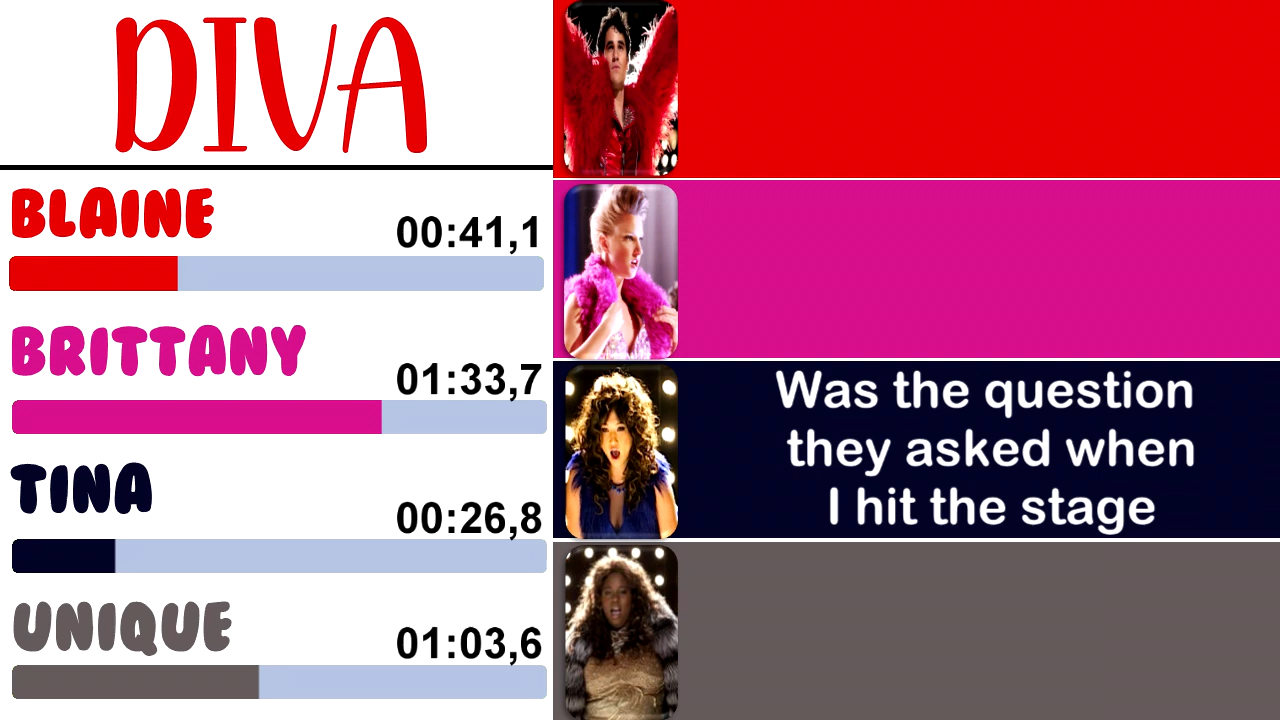 DIVA
BLAINE
00:41,1
BRITTANY
01:33,7
TINA
00:26,8
UNIQUE
01:03,6
Was the question
they asked when
I hit the stage